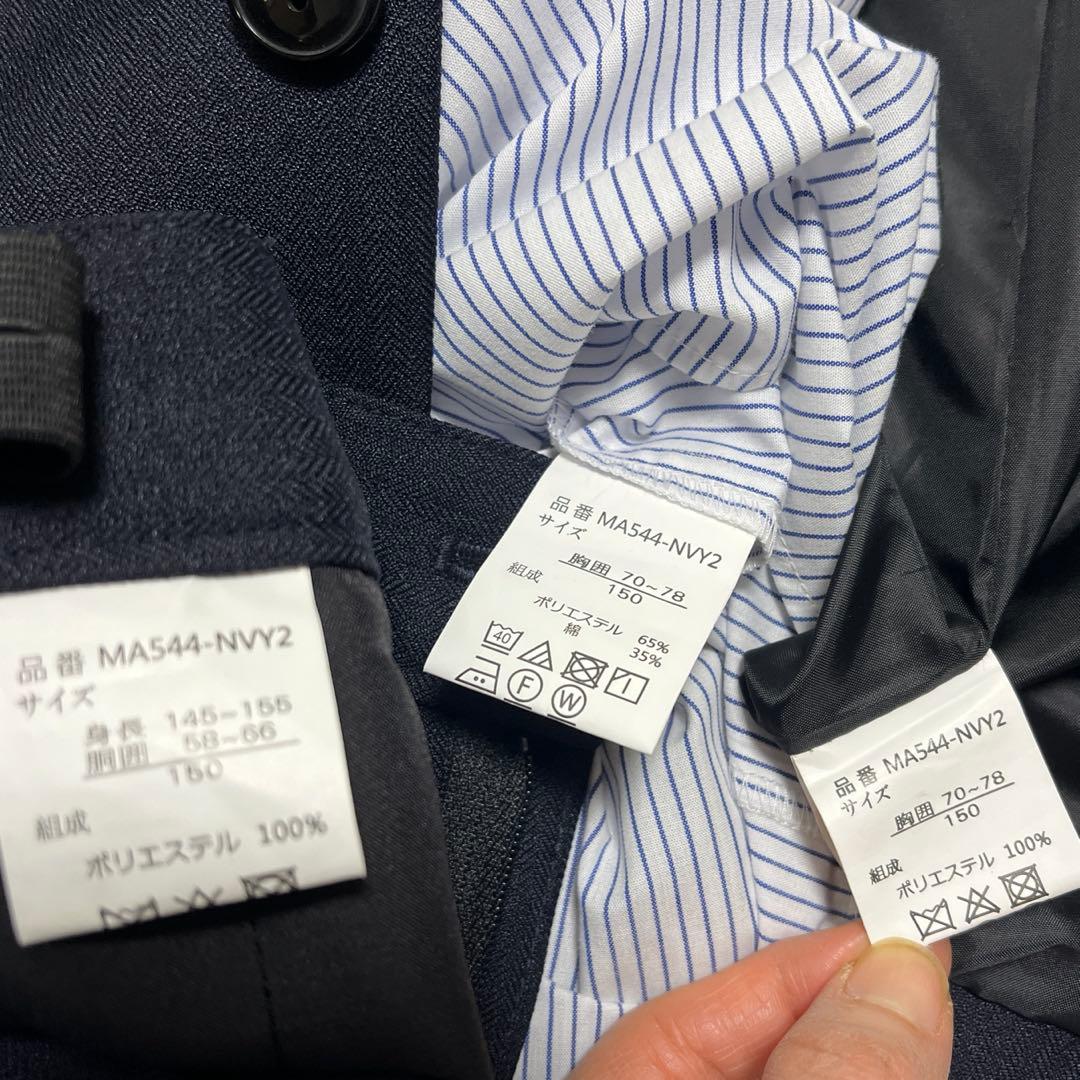 品番 MA544-NVY2
サイズ
身長 145~155
胴囲 58~66
150
組成
ポリエステル 100%
品番 MA544-NVY2
サイズ
胸囲 70~78
150
組成
ポリエステル 65%
綿 35%
40
F W
品番 MA544-NVY2
サイズ
胸囲 70~78
150
組成
ポリエステル 100%